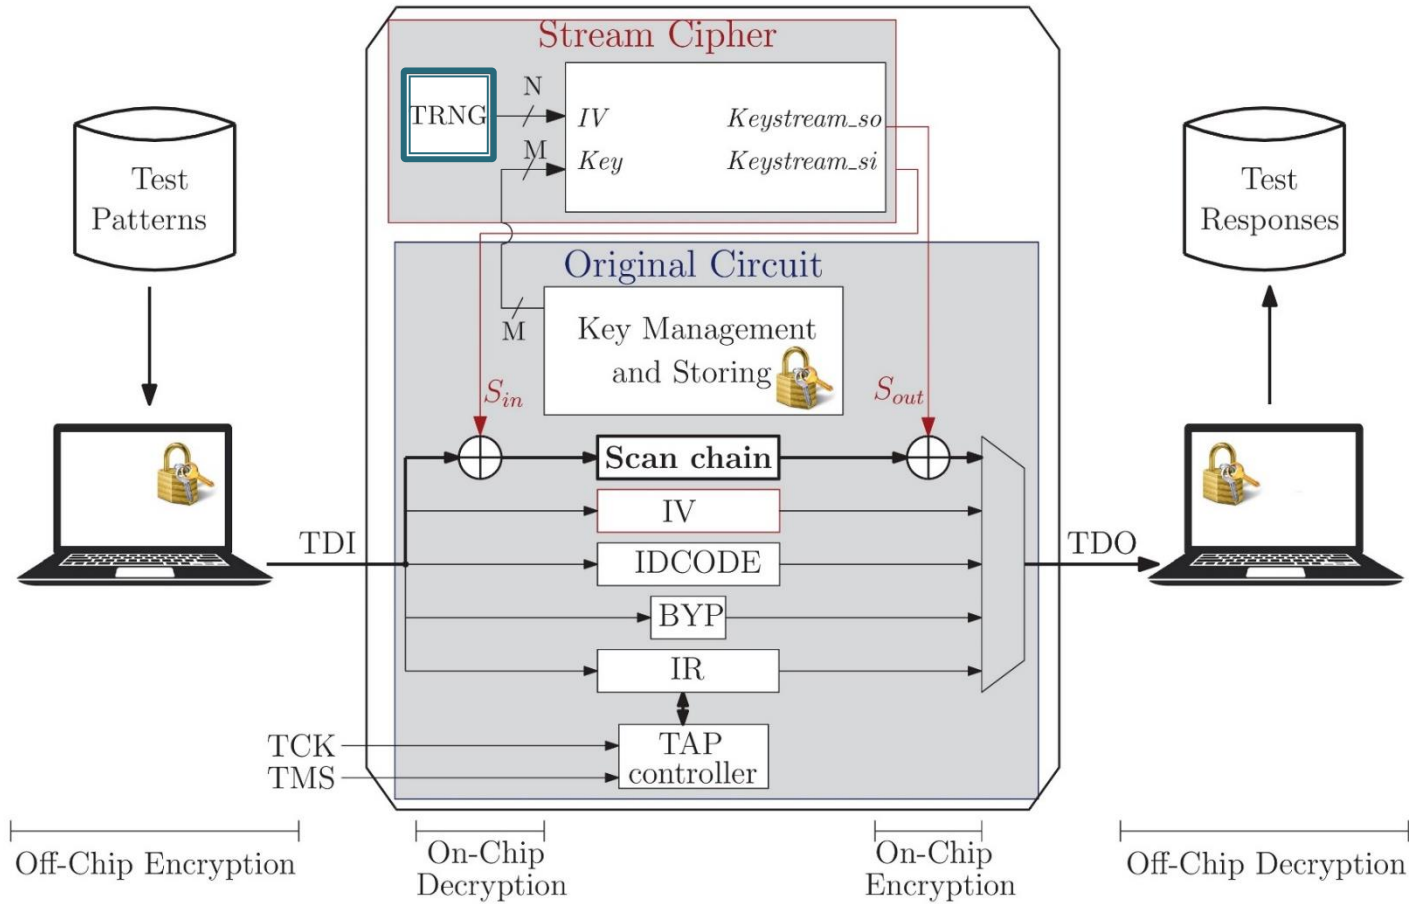 Stream Cipher
TRNG
N
IV
Keystream_so
M
Key
Keystream_si
Test
Patterns
Test
Responses
Original Circuit
M
Key Management
and Storing
S_in
S_out
Scan chain
IV
TDI
TDO
IDCODE
BYP
IR
TCK
TMS
TAP
controller
Off-Chip Encryption
On-Chip
Decryption
On-Chip
Encryption
Off-Chip Decryption